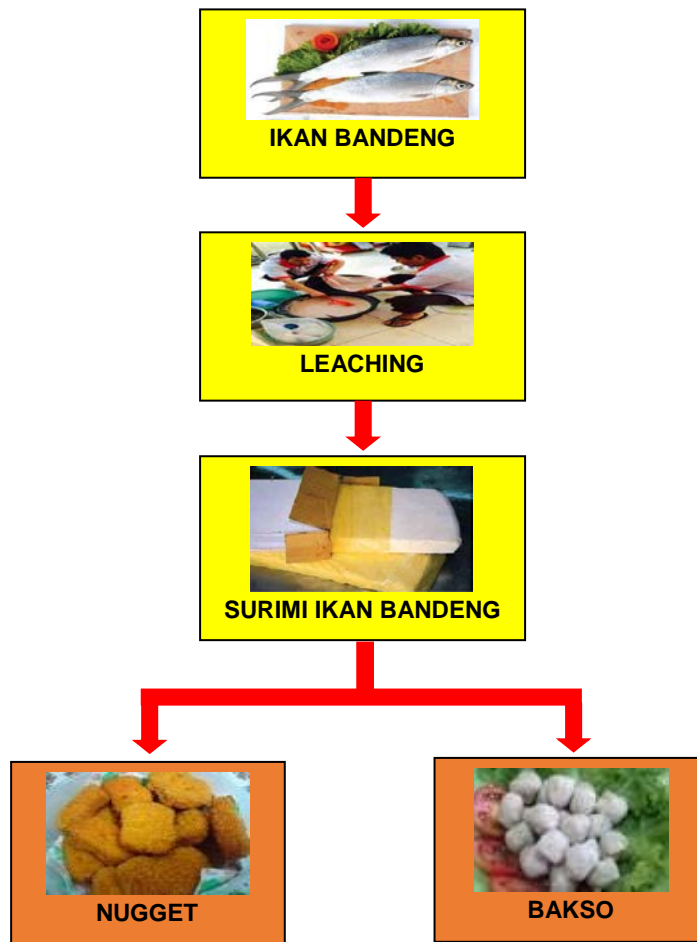 IKAN BANDENG
LEACHING
SURIMI IKAN BANDENG
NUGGET
BAKSO